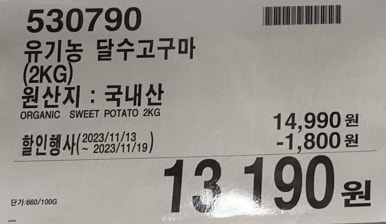 530790
유기농 달수고구마
(2KG)
원산지 : 국내산
ORGANIC SWEET POTATO 2KG
14,990원
할인행사(2023/11/13 ~ 2023/11/19) -1,800원
13,190원
단가:660/100G